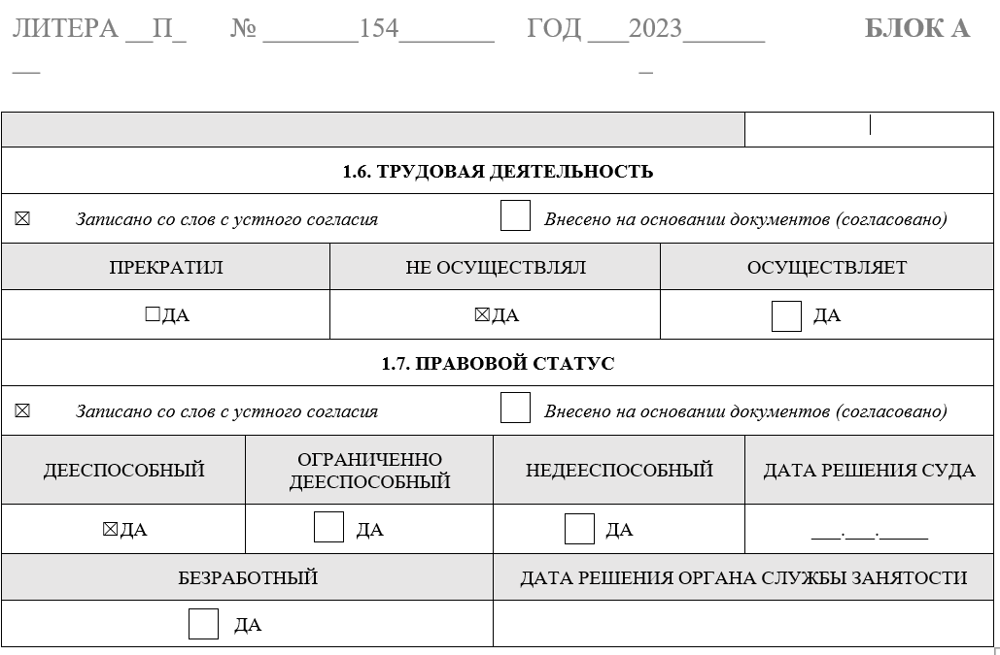 ЛИТЕРА __П_ № _______154_______ ГОД ___2023______ БЛОК А
__ _
1.6. ТРУДОВАЯ ДЕЯТЕЛЬНОСТЬ
☒ Записано со слов с устного согласия ☐ Внесено на основании документов (согласовано)
ПРЕКРАТИЛ НЕ ОСУЩЕСТВЛЯЛ ОСУЩЕСТВЛЯЕТ
☐ДА ☒ДА ☐ ДА
1.7. ПРАВОВОЙ СТАТУС
☒ Записано со слов с устного согласия ☐ Внесено на основании документов (согласовано)
ДЕЕСПОСОБНЫЙ ОГРАНИЧЕННО НЕДЕЕСПОСОБНЫЙ ДАТА РЕШЕНИЯ СУДА
ДЕЕСПОСОБНЫЙ
☒ДА ☐ ДА ☐ ДА ___.___._____
БЕЗРАБОТНЫЙ ДАТА РЕШЕНИЯ ОРГАНА СЛУЖБЫ ЗАНЯТОСТИ
☐ ДА